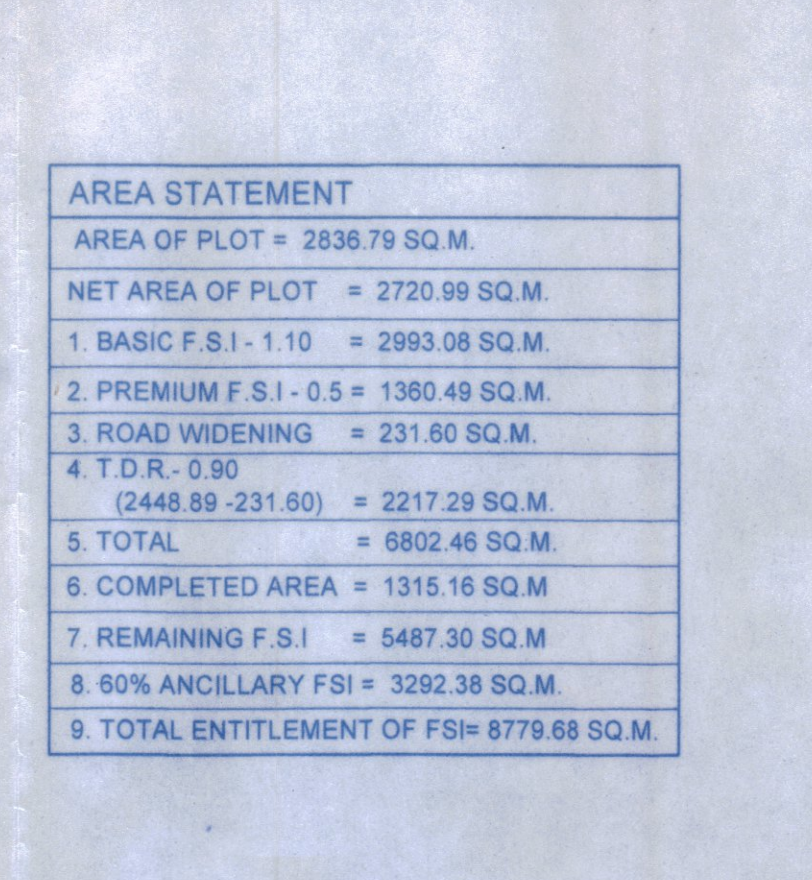 AREA STATEMENT
AREA OF PLOT = 2836.79 SQ.M.
NET AREA OF PLOT = 2720.99 SQ.M.
1. BASIC F.S.I - 1.10 = 2993.08 SQ.M.
2. PREMIUM F.S.I - 0.5 = 1360.49 SQ.M.
3. ROAD WIDENING = 231.60 SQ.M.
4. T.D.R.- 0.90
(2448.89 -231.60) = 2217.29 SQ.M.
5. TOTAL = 6802.46 SQ.M.
6. COMPLETED AREA = 1315.16 SQ.M
7. REMAINING F.S.I = 5487.30 SQ.M
8. 60% ANCILLARY FSI = 3292.38 SQ.M.
9. TOTAL ENTITLEMENT OF FSI= 8779.68 SQ.M.